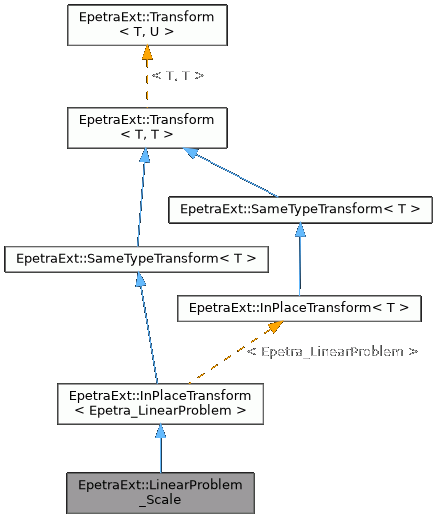 EpetraExt::Transform
< T, U >
< T, T >
EpetraExt::Transform
< T, T >
EpetraExt::SameTypeTransform< T >
EpetraExt::SameTypeTransform< T >
EpetraExt::InPlaceTransform< T >
< Epetra_LinearProblem >
EpetraExt::InPlaceTransform
< Epetra_LinearProblem >
EpetraExt::LinearProblem
_Scale